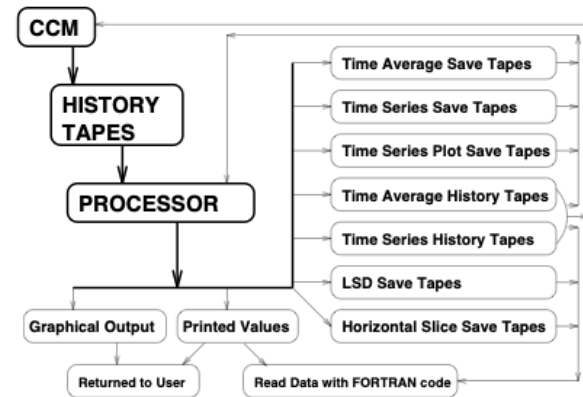 CCM
HISTORY
TAPES
PROCESSOR
Time Average Save Tapes
Time Series Save Tapes
Time Series Plot Save Tapes
Time Average History Tapes
Time Series History Tapes
LSD Save Tapes
Horizontal Slice Save Tapes
Graphical Output
Printed Values
Returned to User
Read Data with FORTRAN code